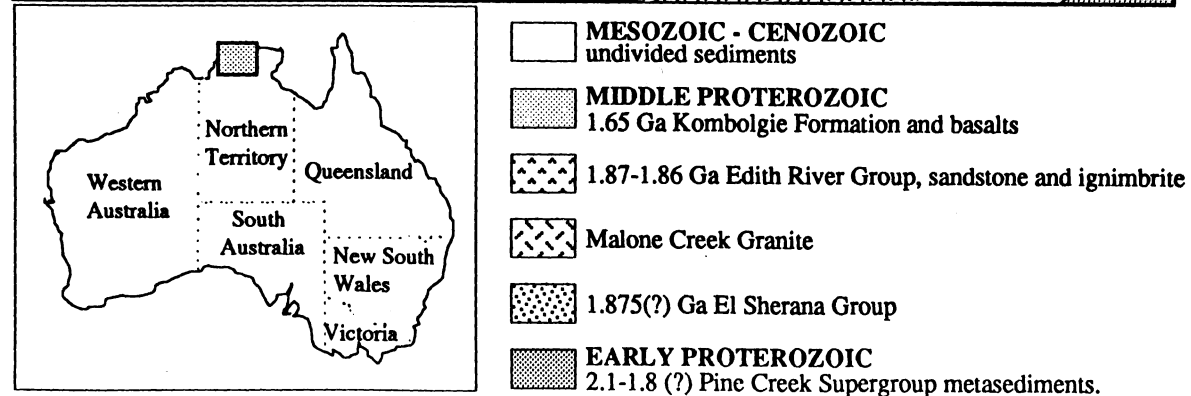 Northern
Territory
Queensland
Western
Australia
South
Australia
New South
Wales
Victoria
MESOZOIC - CENOZOIC
undivided sediments
MIDDLE PROTEROZOIC
1.65 Ga Kombolgie Formation and basalts
1.87-1.86 Ga Edith River Group, sandstone and ignimbrite
Malone Creek Granite
1.875(?) Ga El Sherana Group
EARLY PROTEROZOIC
2.1-1.8 (?) Pine Creek Supergroup metasediments.